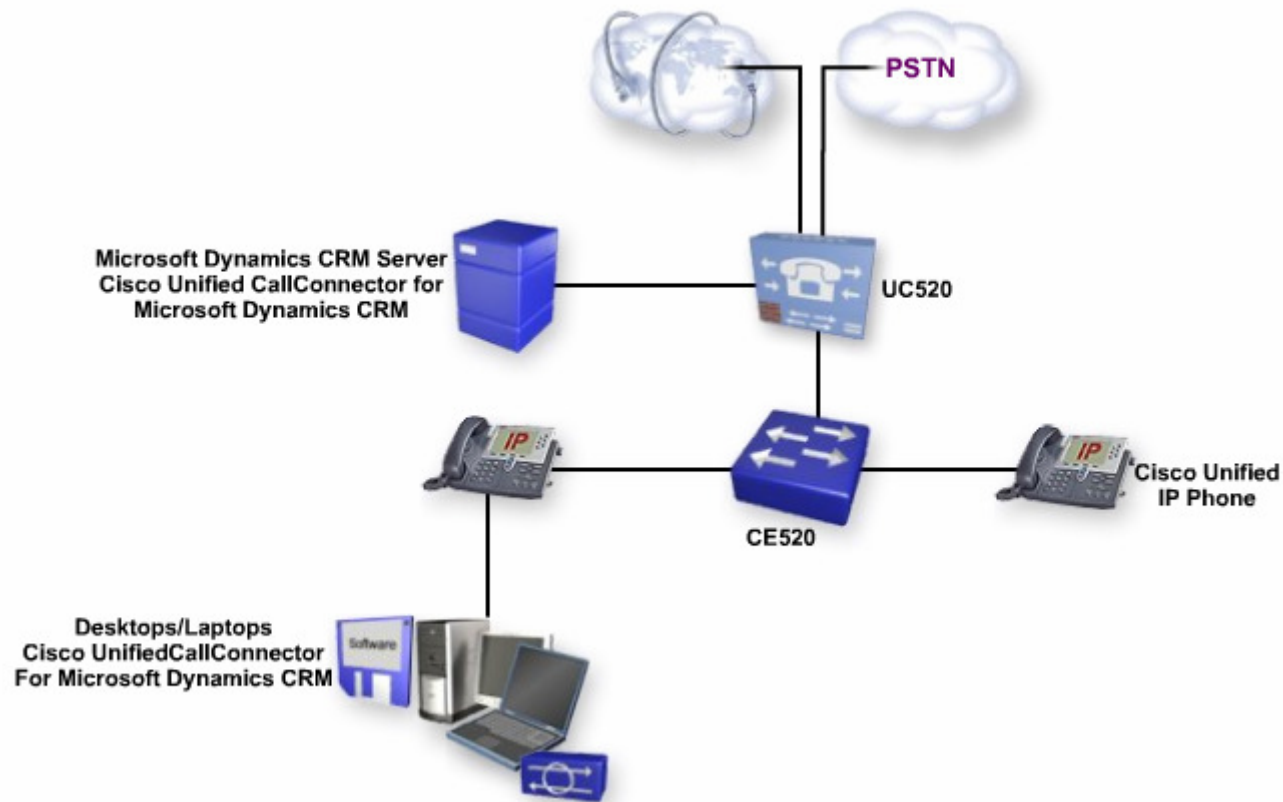 PSTN
Microsoft Dynamics CRM Server
Cisco Unified CallConnector for
Microsoft Dynamics CRM
UC520
IP
IP
Cisco Unified
IP Phone
CE520
Desktops/Laptops
Cisco UnifiedCallConnector
For Microsoft Dynamics CRM
Software